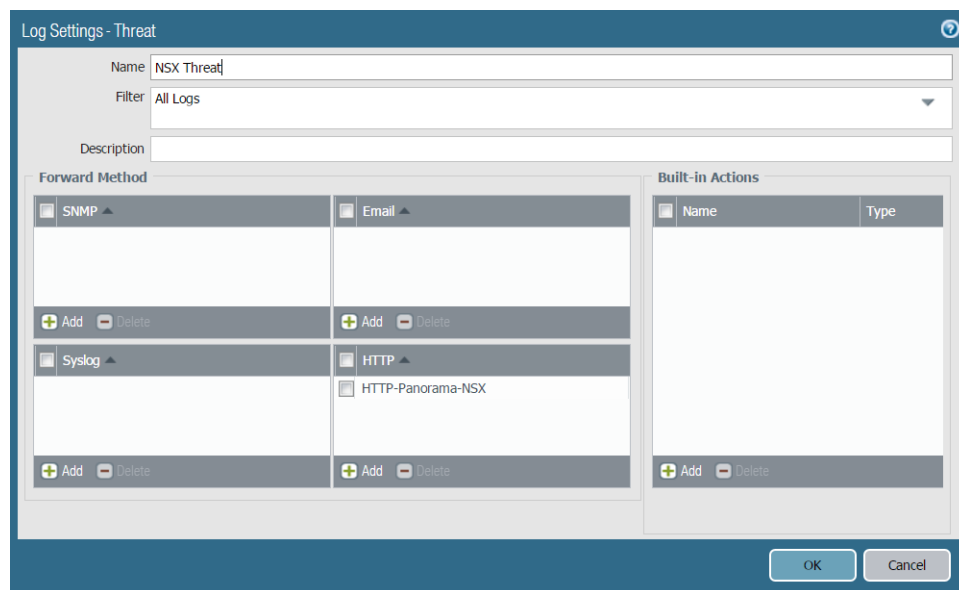 Log Settings - Threat
Name NSX Threat
Filter All Logs
Description
Forward Method
SNMP
Email
Add Delete
Add Delete
Syslog
HTTP
HTTP-Panorama-NSX
Add Delete
Add Delete
Built-in Actions
Name Type
Add Delete
OK Cancel